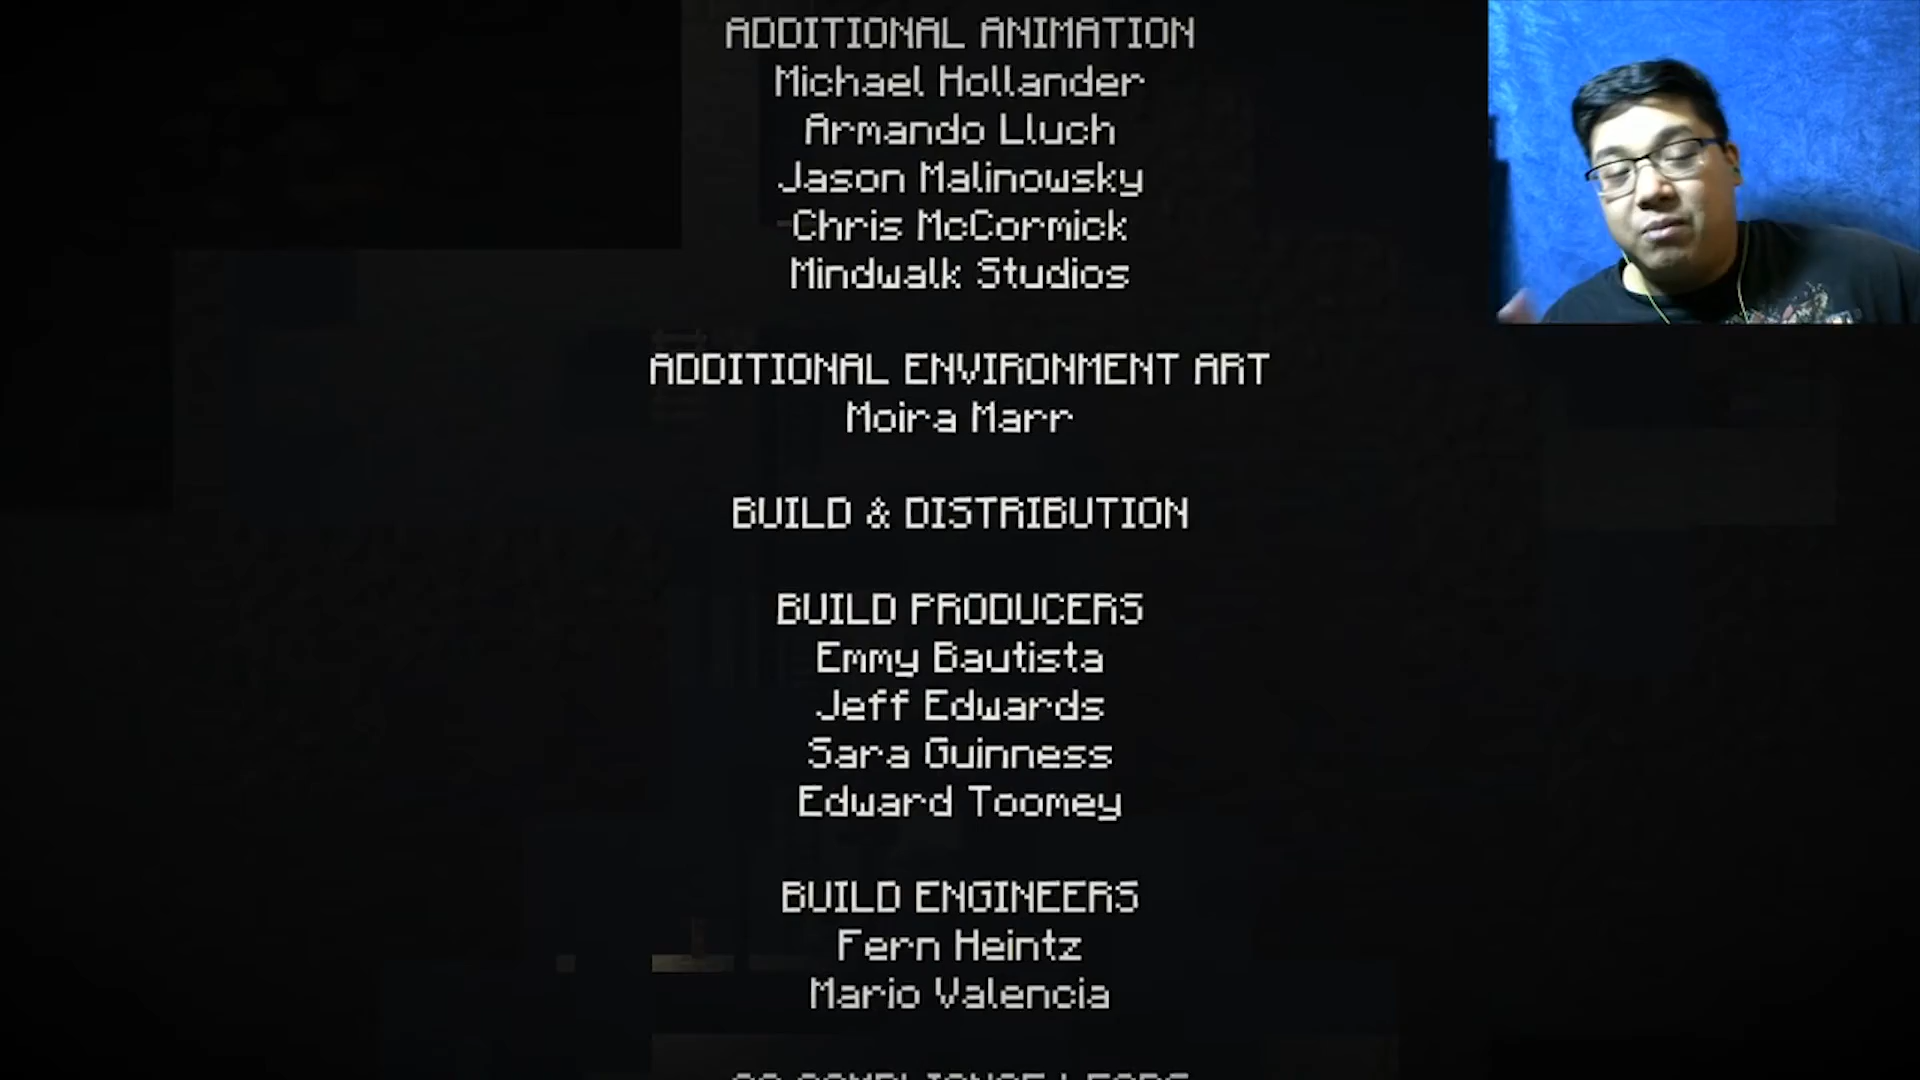 ADDITIONAL ANIMATION
Michael Hollander
Armando Lluch
Jason Malinowsky
Chris McCormick
Mindwalk Studios
ADDITIONAL ENVIRONMENT ART
Moira Marr
BUILD & DISTRIBUTION
BUILD PRODUCERS
Emmy Bautista
Jeff Edwards
Sara Guinness
Edward Toomey
BUILD ENGINEERS
Fern Heintz
Mario Valencia